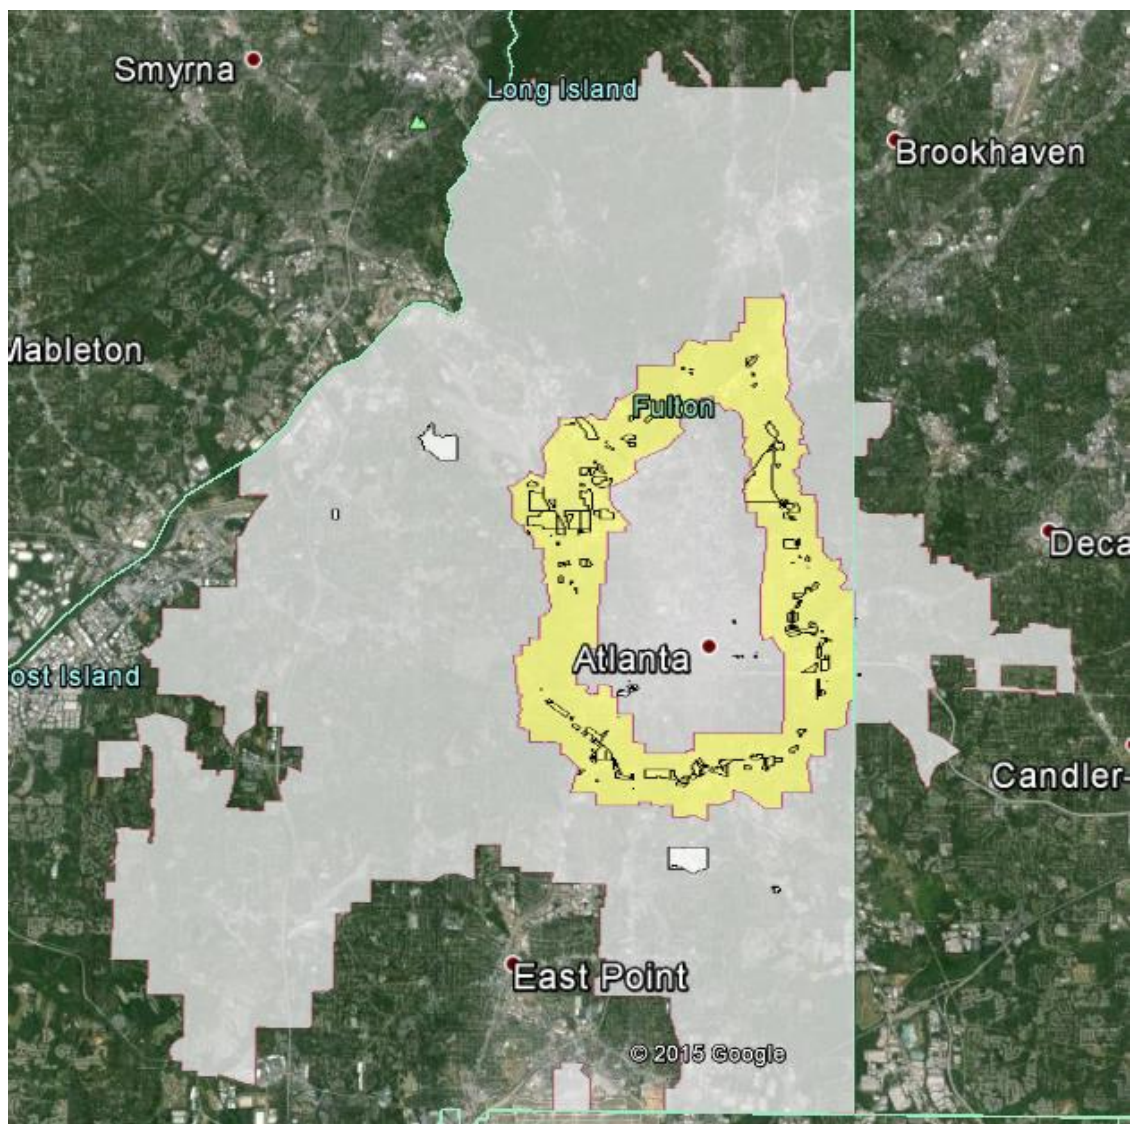 Smyrna
Long Island
Brookhaven
Mableton
Fulton
Deca
Atlanta
ost Island
Candler-
East Point
© 2015 Google